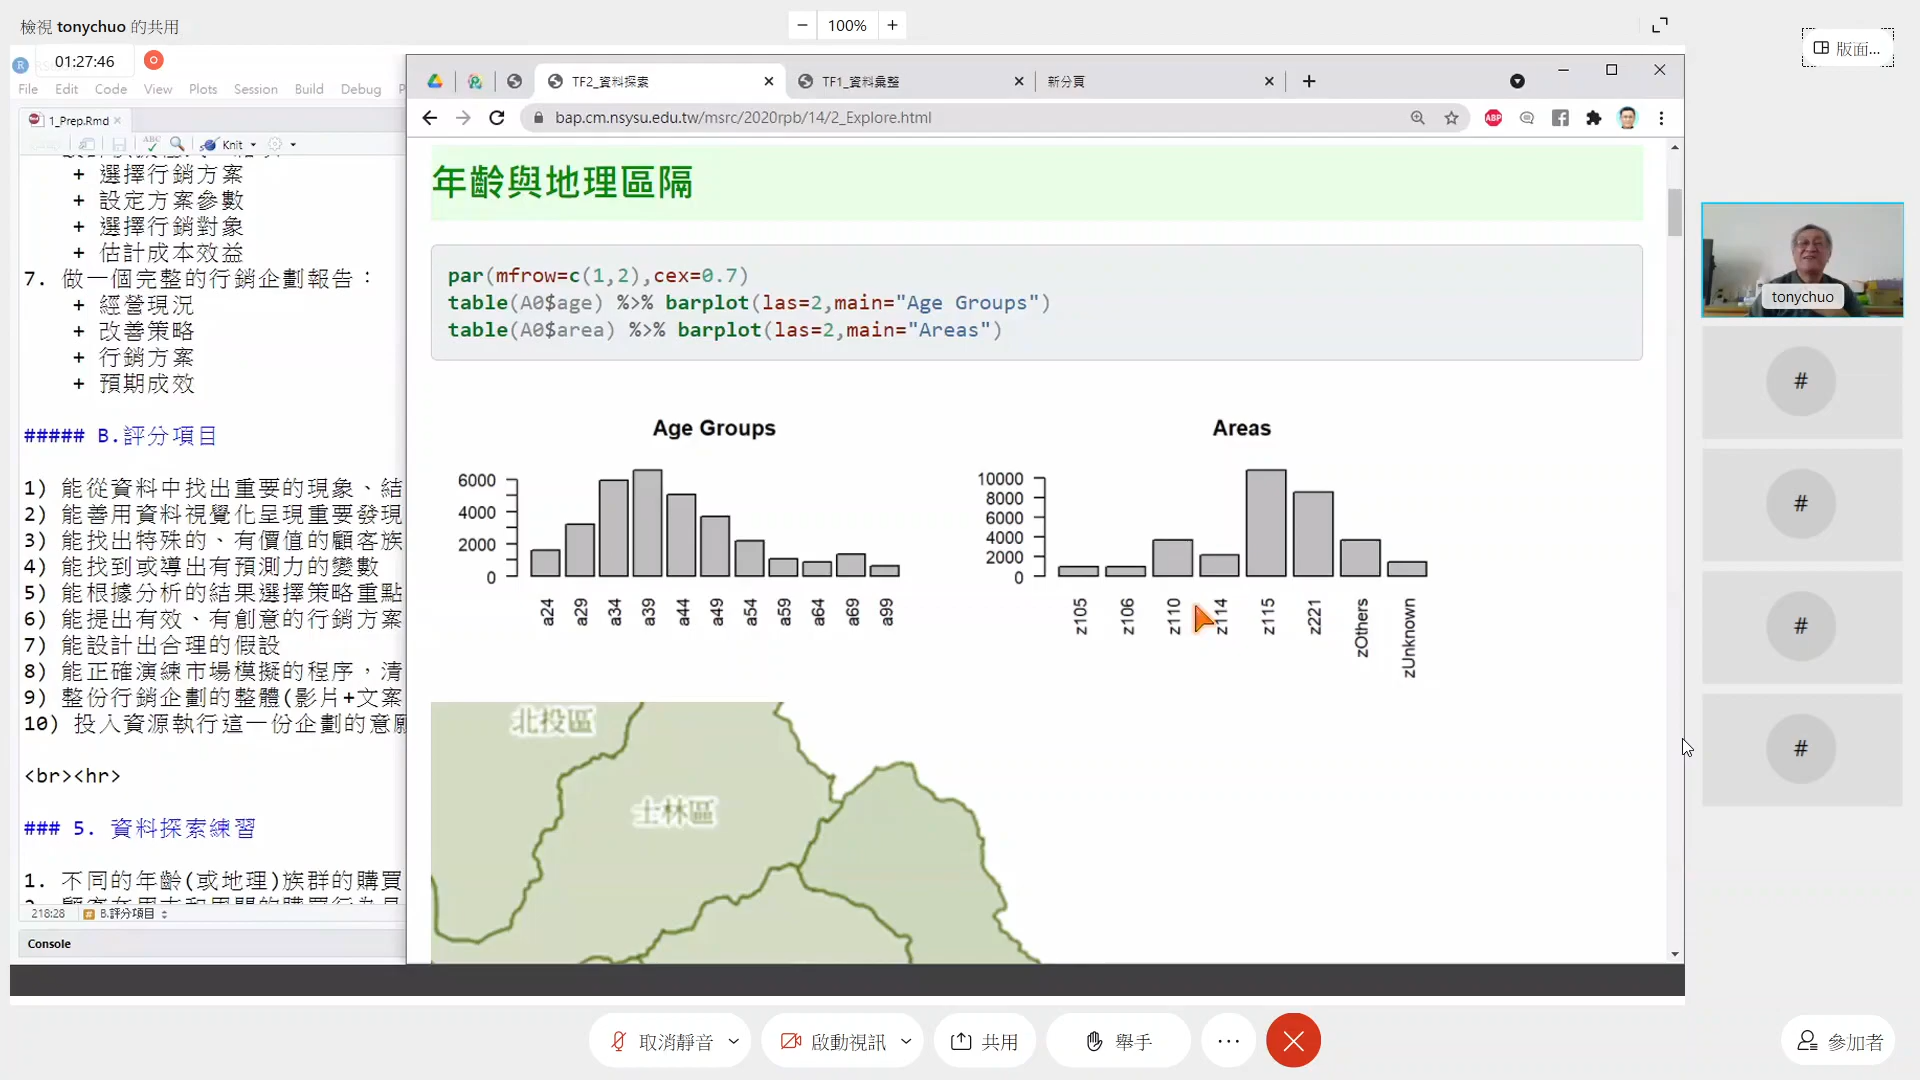 檢視 tonychuo 的共用
100%
版面...
01:27:46
File Edit Code View Plots Session Build Debug
1_Prep.Rmd
Knit
+ 選擇行銷方案
+ 設定方案參數
+ 選擇行銷對象
+ 估計成本效益
7. 做一個完整的行銷企劃報告：
+ 經營現況
+ 改善策略
+ 行銷方案
+ 預期成效
##### B.評分項目
1) 能從資料中找出重要的現象、結
2) 能善用資料視覺化呈現重要發現
3) 能找出特殊的、有價值的顧客族
4) 能找到或導出有預測力的變數
5) 能根據分析的結果選擇策略重點
6) 能提出有效、有創意的行銷方案
7) 能設計出合理的假設
8) 能正確演練市場模擬的程序，清
9) 整份行銷企劃的整體(影片+文案
10) 投入資源執行這一份企劃的意願
<br><hr>
### 5. 資料探索練習
1. 不同的年齡(或地理)族群的購買
218:28 B.評分項目
Console
TF2_資料探索
TF1_資料彙整
新分頁
bap.cm.nsysu.edu.tw/msrc/2020rpb/14/2_Explore.html
ABP
年齡與地理區隔
par(mfrow=c(1,2),cex=0.7)
table(A0$age) %>% barplot(las=2,main="Age Groups")
table(A0$area) %>% barplot(las=2,main="Areas")
Age Groups
6000
4000
2000
0
a24 a29 a34 a39 a44 a49 a54 a59 a64 a69 a99
Areas
10000
8000
6000
4000
2000
0
z105 z106 z110 z114 z115 z221 zOthers zUnknown
北投區
士林區
tonychuo
#
#
#
#
取消靜音
啟動視訊
共用
舉手
參加者